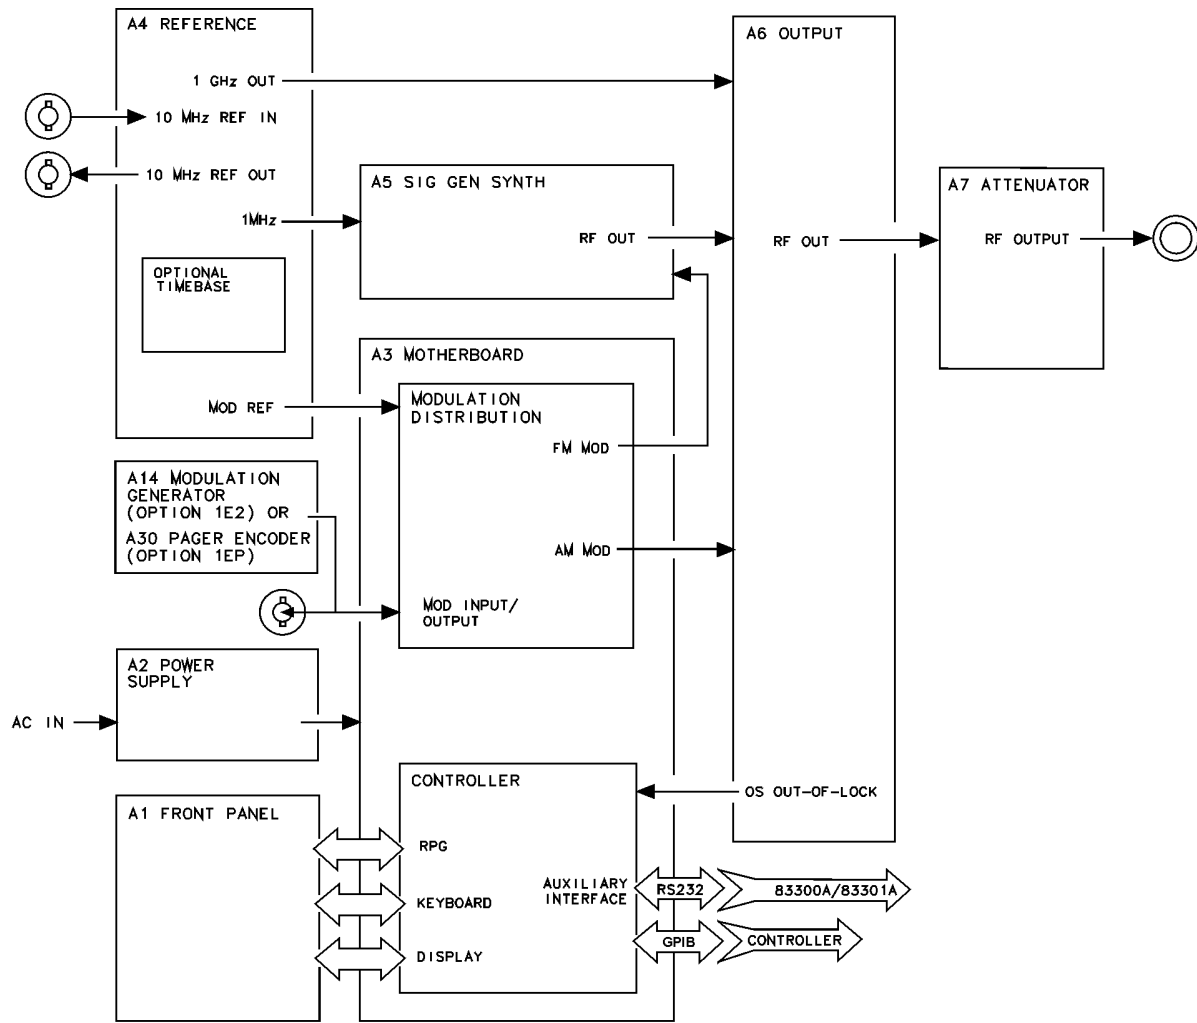 A4 REFERENCE
1 GHz OUT
10 MHz REF IN
10 MHz REF OUT
1MHz
OPTIONAL
TIMEBASE
MOD REF
A5 SIG GEN SYNTH
RF OUT
A6 OUTPUT
RF OUT
A7 ATTENUATOR
RF OUTPUT
A3 MOTHERBOARD
MODULATION
DISTRIBUTION
FM MOD
AM MOD
MOD INPUT/
OUTPUT
A14 MODULATION
GENERATOR
(OPTION 1E2) OR
A30 PAGER ENCODER
(OPTION 1EP)
A2 POWER
SUPPLY
AC IN
CONTROLLER
OS OUT-OF-LOCK
A1 FRONT PANEL
RPG
KEYBOARD
DISPLAY
AUXILIARY
INTERFACE
RS232
83300A/83301A
GPIB
CONTROLLER